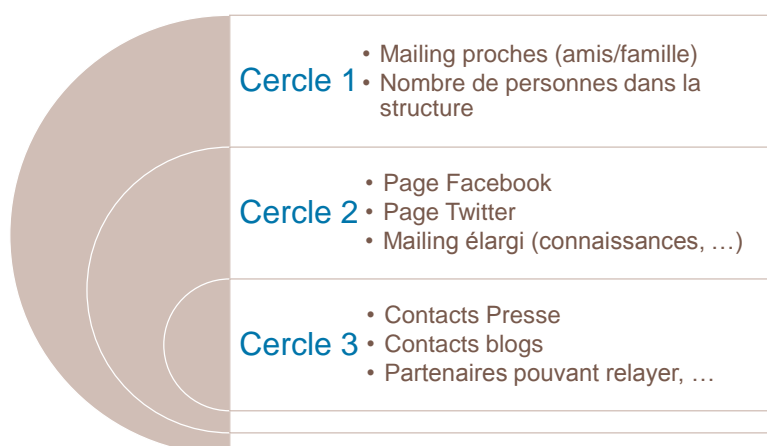 Cercle 1
• Mailing proches (amis/famille)
• Nombre de personnes dans la
structure
Cercle 2
• Page Facebook
• Page Twitter
• Mailing élargi (connaissances, …)
Cercle 3
• Contacts Presse
• Contacts blogs
• Partenaires pouvant relayer, …